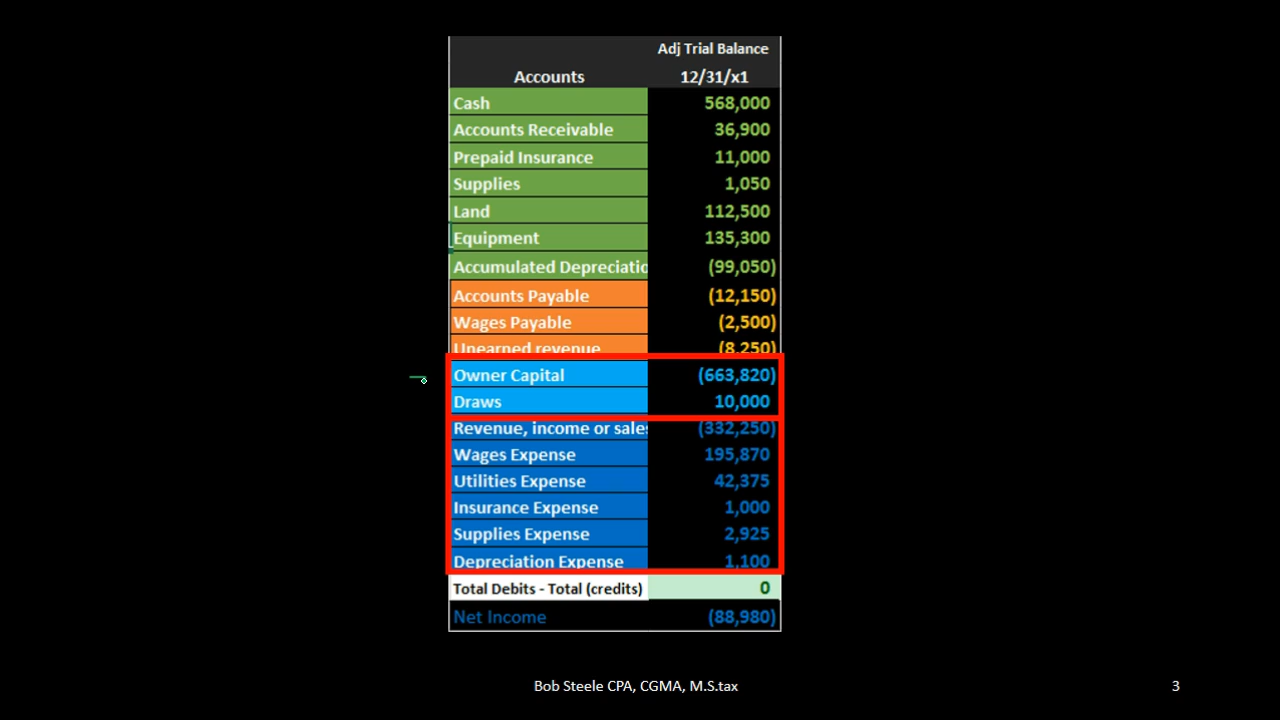 Adj Trial Balance
Accounts 12/31/x1
Cash 568,000
Accounts Receivable 36,900
Prepaid Insurance 11,000
Supplies 1,050
Land 112,500
Equipment 135,300
Accumulated Depreciatio (99,050)
Accounts Payable (12,150)
Wages Payable (2,500)
Unearned revenue (8,250)
Owner Capital (663,820)
Draws 10,000
Revenue, income or sales (332,250)
Wages Expense 195,870
Utilities Expense 42,375
Insurance Expense 1,000
Supplies Expense 2,925
Depreciation Expense 1,100
Total Debits - Total (credits) 0
Net Income (88,980)
Bob Steele CPA, CGMA, M.S.tax 3